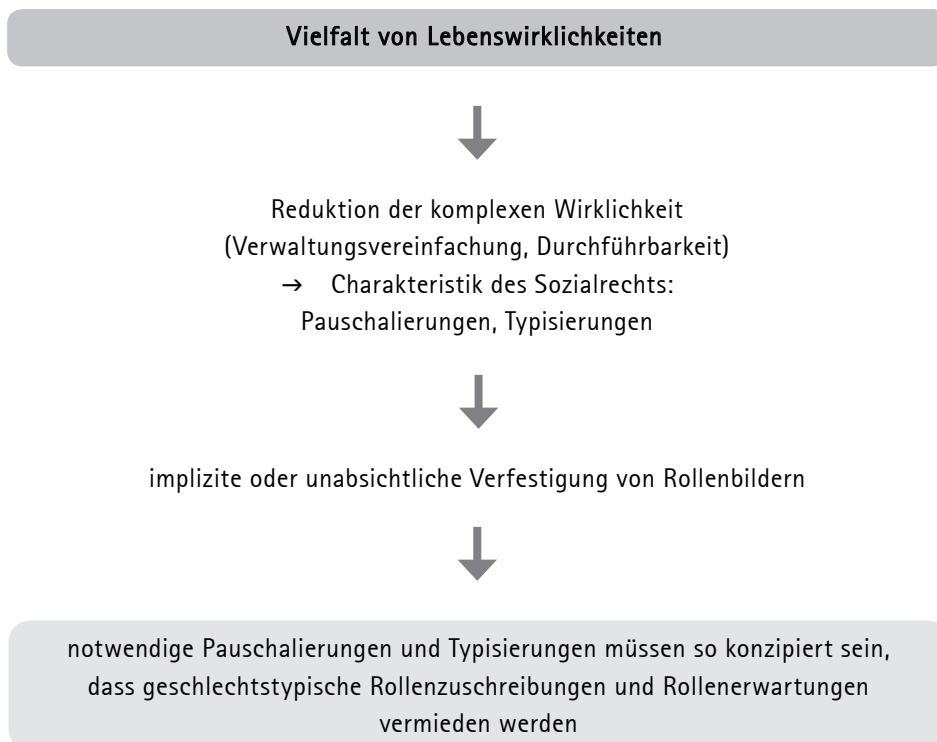 Vielfalt von Lebenswirklichkeiten
Reduktion der komplexen Wirklichkeit
(Verwaltungsvereinfachung, Durchführbarkeit)
→ Charakteristik des Sozialrechts:
Pauschalierungen, Typisierungen
implizite oder unabsichtliche Verfestigung von Rollenbildern
notwendige Pauschalierungen und Typisierungen müssen so konzipiert sein,
dass geschlechtstypische Rollenzuschreibungen und Rollenerwartungen
vermieden werden